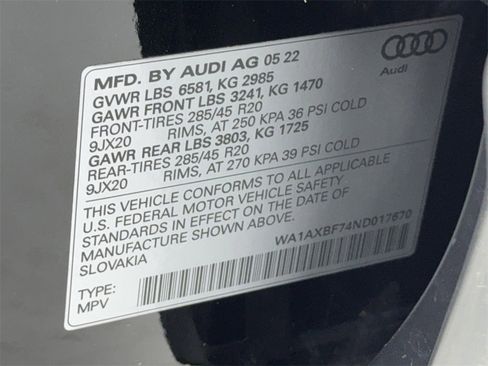 MFD. BY AUDI AG 05 22
GVWR LBS 6581, KG 2985
GAWR FRONT LBS 3241, KG 1470
FRONT-TIRES 285/45 R20
9JX20 RIMS, AT 250 KPA 36 PSI COLD
GAWR REAR LBS 3803, KG 1725
REAR-TIRES 285/45 R20
9JX20 RIMS, AT 270 KPA 39 PSI COLD
THIS VEHICLE CONFORMS TO ALL APPLICABLE
U.S. FEDERAL MOTOR VEHICLE SAFETY
STANDARDS IN EFFECT ON THE DATE OF
MANUFACTURE SHOWN ABOVE.
SLOVAKIA
WA1AXBF74ND017670
TYPE:
MPV
Audi